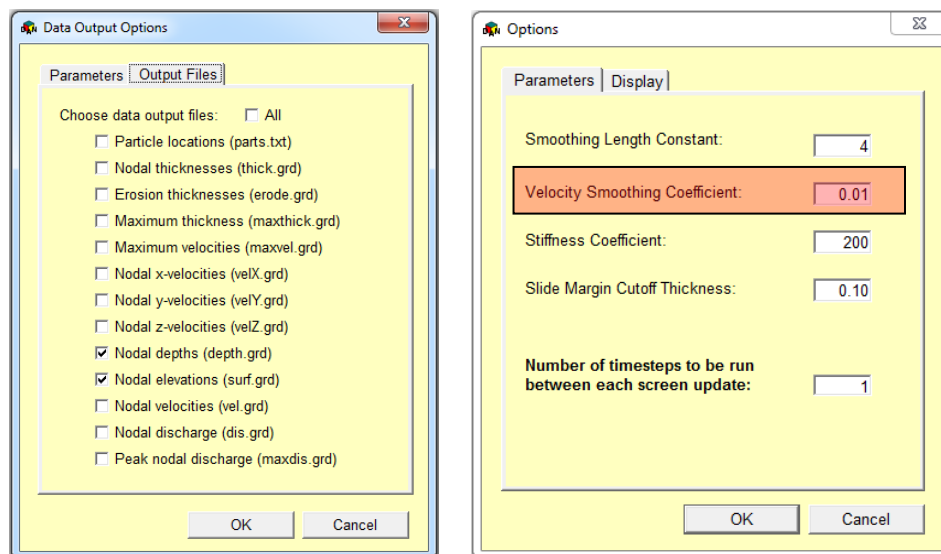 Data Output Options
Parameters
Output Files
Choose data output files:
All
Particle locations (parts.txt)
Nodal thicknesses (thick.grd)
Erosion thicknesses (erode.grd)
Maximum thickness (maxthick.grd)
Maximum velocities (maxvel.grd)
Nodal x-velocities (velX.grd)
Nodal y-velocities (velY.grd)
Nodal z-velocities (velZ.grd)
Nodal depths (depth.grd)
Nodal elevations (surf.grd)
Nodal velocities (vel.grd)
Nodal discharge (dis.grd)
Peak nodal discharge (maxdis.grd)
OK
Cancel
Options
Parameters
Display
Smoothing Length Constant: 4
Velocity Smoothing Coefficient: 0.01
Stiffness Coefficient: 200
Slide Margin Cutoff Thickness: 0.10
Number of timesteps to be run
between each screen update: 1
OK
Cancel